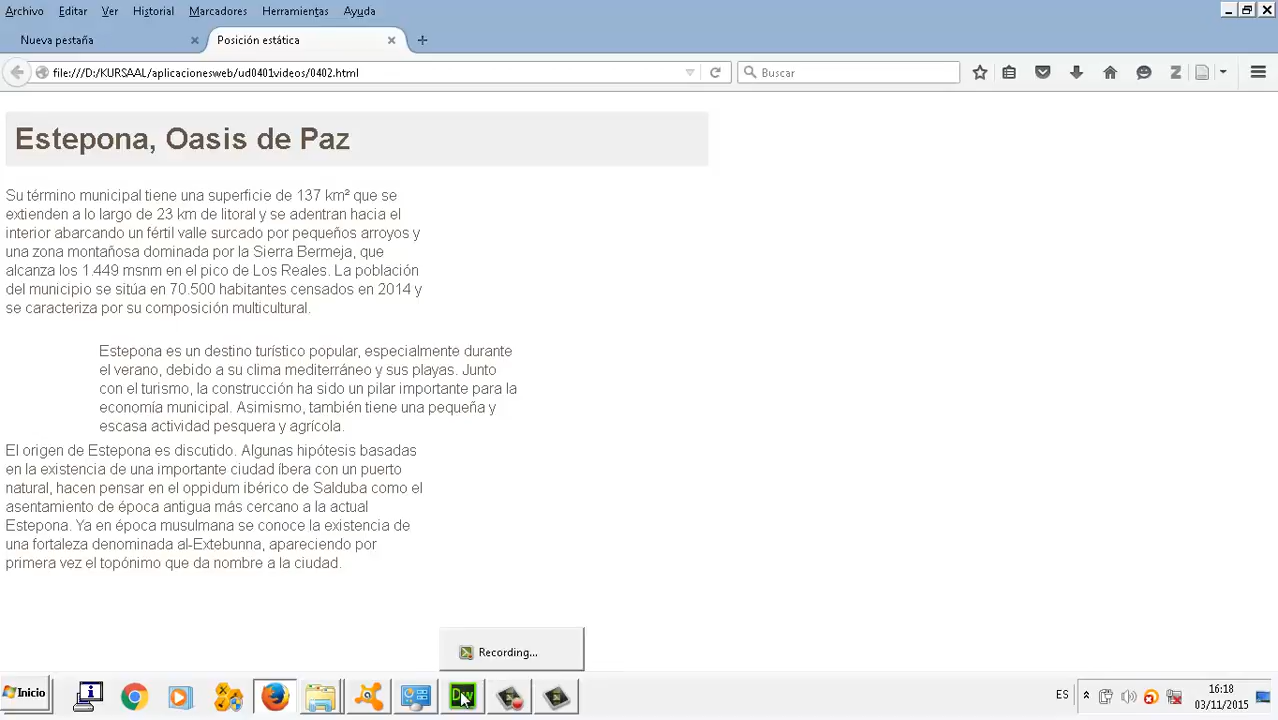 Archivo Editar Ver Historial Marcadores Herramientas Ayuda
Nueva pestaña Posición estática
file:///D:/KURSAAL/aplicacionesweb/ud0401videos/0402.html Buscar
Estepona, Oasis de Paz
Su término municipal tiene una superficie de 137 km² que se
extienden a lo largo de 23 km de litoral y se adentran hacia el
interior abarcando un fértil valle surcado por pequeños arroyos y
una zona montañosa dominada por la Sierra Bermeja, que
alcanza los 1.449 msnm en el pico de Los Reales. La población
del municipio se sitúa en 70.500 habitantes censados en 2014 y
se caracteriza por su composición multicultural.
Estepona es un destino turístico popular, especialmente durante
el verano, debido a su clima mediterráneo y sus playas. Junto
con el turismo, la construcción ha sido un pilar importante para la
economía municipal. Asimismo, también tiene una pequeña y
escasa actividad pesquera y agrícola.
El origen de Estepona es discutido. Algunas hipótesis basadas
en la existencia de una importante ciudad íbera con un puerto
natural, hacen pensar en el oppidum ibérico de Salduba como el
asentamiento de época antigua más cercano a la actual
Estepona. Ya en época musulmana se conoce la existencia de
una fortaleza denominada al-Extebunna, apareciendo por
primera vez el topónimo que da nombre a la ciudad.
Recording...
Inicio Dw ES 16:18
03/11/2015